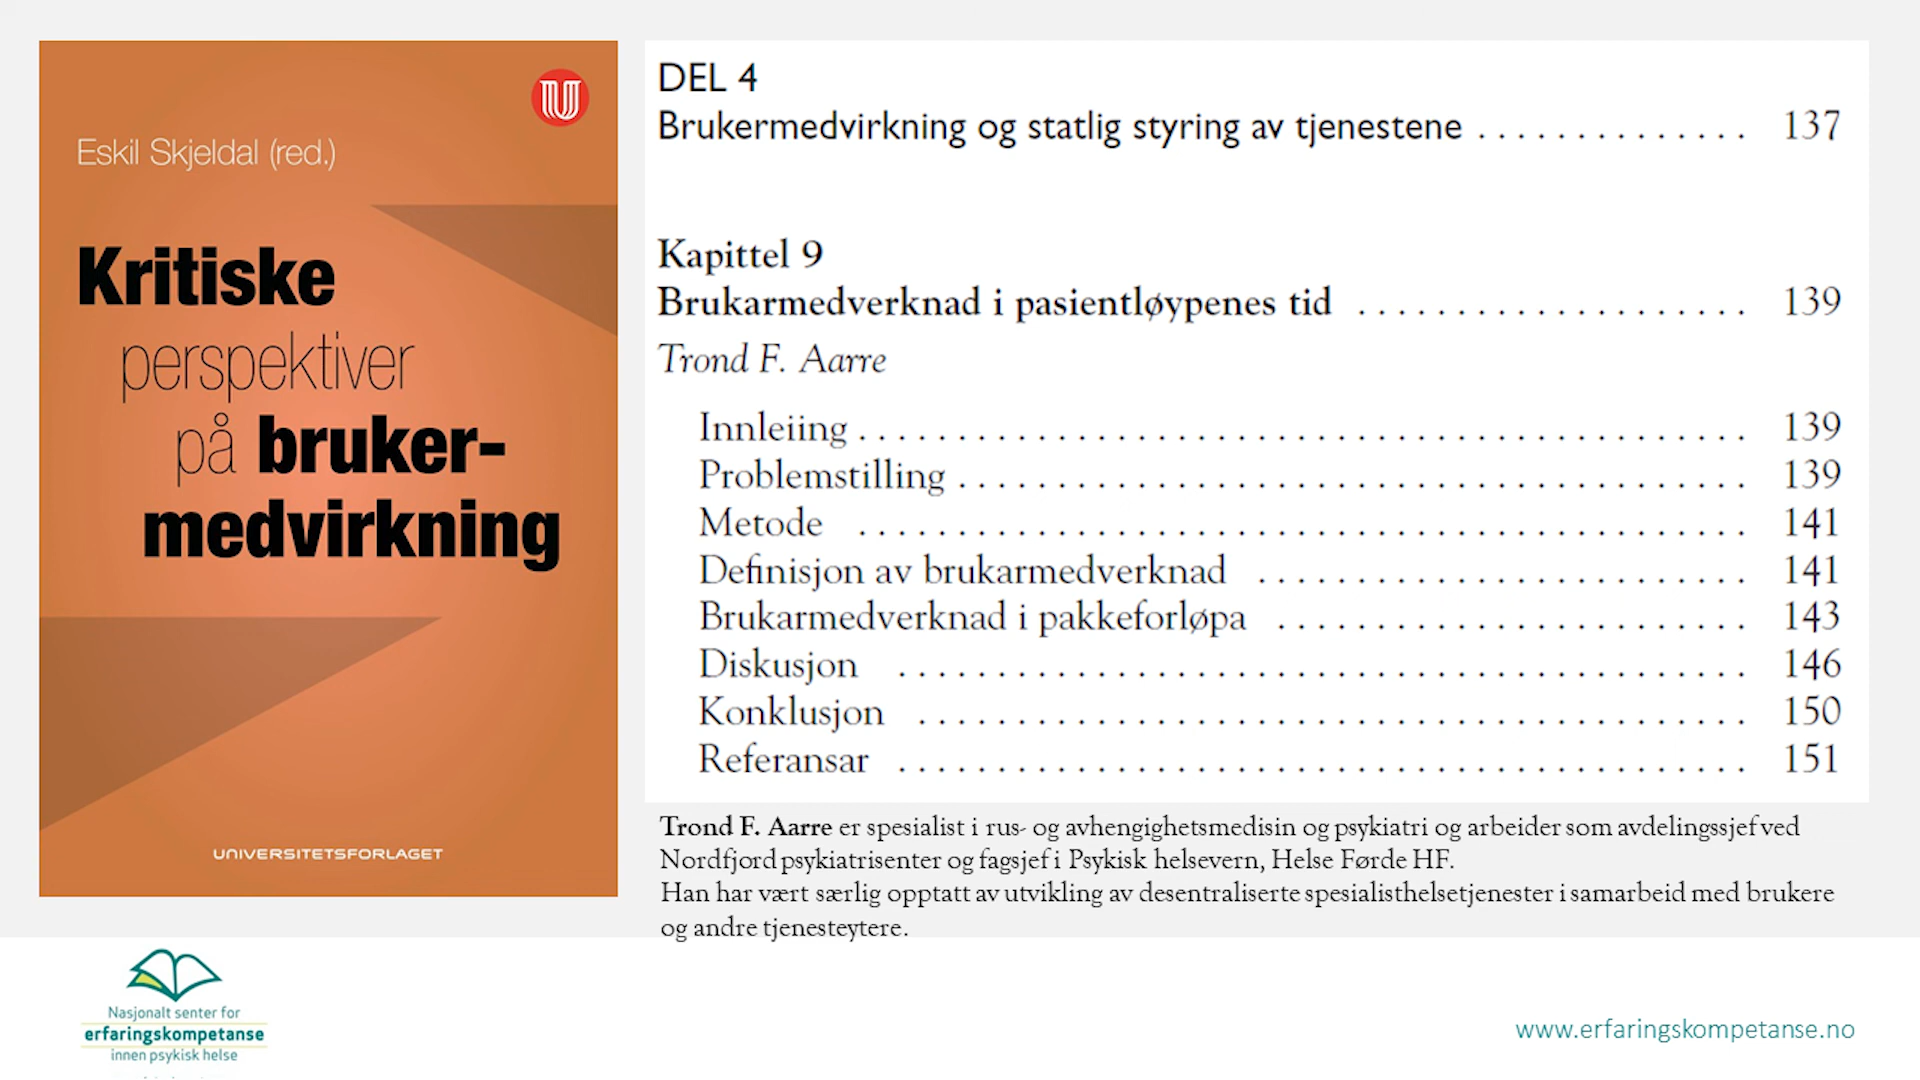 Eskil Skjeldal (red.)
Kritiske
perspektiver
på bruker-
medvirkning
UNIVERSITETSFORLAGET
DEL 4
Brukermedvirkning og statlig styring av tjenestene . . . . . . . . . . . . . . 137
Kapittel 9
Brukarmedverknad i pasientløypenes tid . . . . . . . . . . . . . . . . . . . . 139
Trond F. Aarre
Innleiing . . . . . . . . . . . . . . . . . . . . . . . . . . . . . . . . . . . . . . . . . . . . . 139
Problemstilling . . . . . . . . . . . . . . . . . . . . . . . . . . . . . . . . . . . . . . . . 139
Metode . . . . . . . . . . . . . . . . . . . . . . . . . . . . . . . . . . . . . . . . . . . . . 141
Definisjon av brukarmedverknad . . . . . . . . . . . . . . . . . . . . . . . . . 141
Brukarmedverknad i pakkeforløpa . . . . . . . . . . . . . . . . . . . . . . . . 143
Diskusjon . . . . . . . . . . . . . . . . . . . . . . . . . . . . . . . . . . . . . . . . . . . 146
Konklusjon . . . . . . . . . . . . . . . . . . . . . . . . . . . . . . . . . . . . . . . . . . 150
Referansar . . . . . . . . . . . . . . . . . . . . . . . . . . . . . . . . . . . . . . . . . . . 151
Trond F. Aarre er spesialist i rus- og avhengighetsmedisin og psykiatri og arbeider som avdelingssjef ved
Nordfjord psykiatrisenter og fagsjef i Psykisk helsevern, Helse Førde HF.
Han har vært særlig opptatt av utvikling av desentraliserte spesialisthelsetjenester i samarbeid med brukere
og andre tjenesteytere.
Nasjonalt senter for
erfaringskompetanse
innen psykisk helse
www.erfaringskompetanse.no